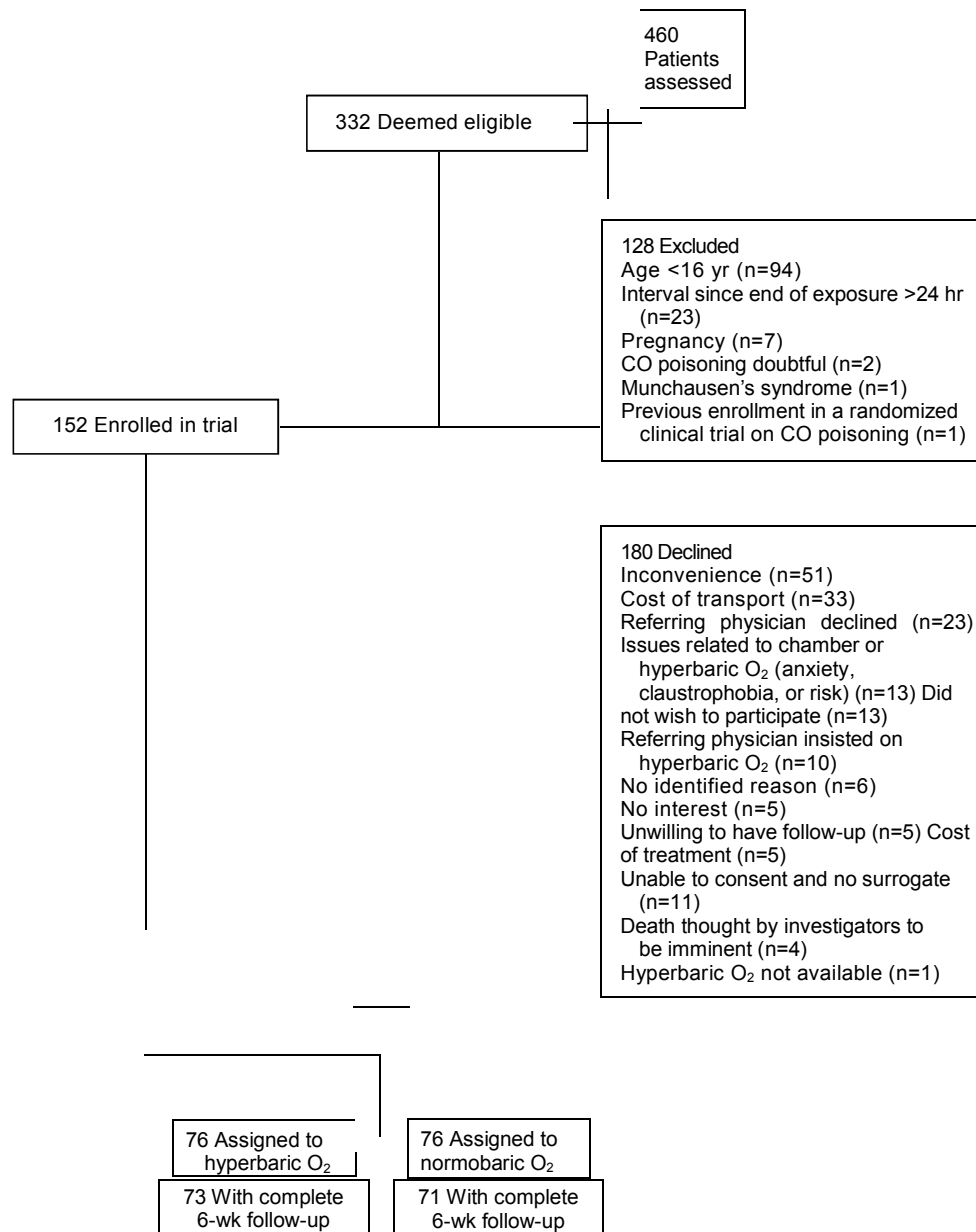 460
Patients
assessed
332 Deemed eligible
128 Excluded
Age <16 yr (n=94)
Interval since end of exposure >24 hr
(n=23)
Pregnancy (n=7)
CO poisoning doubtful (n=2)
Munchausen’s syndrome (n=1)
Previous enrollment in a randomized
clinical trial on CO poisoning (n=1)
152 Enrolled in trial
180 Declined
Inconvenience (n=51)
Cost of transport (n=33)
Referring physician declined (n=23)
Issues related to chamber or
hyperbaric O₂ (anxiety,
claustrophobia, or risk) (n=13) Did
not wish to participate (n=13)
Referring physician insisted on
hyperbaric O₂ (n=10)
No identified reason (n=6)
No interest (n=5)
Unwilling to have follow-up (n=5) Cost
of treatment (n=5)
Unable to consent and no surrogate
(n=11)
Death thought by investigators to
be imminent (n=4)
Hyperbaric O₂ not available (n=1)
76 Assigned to
hyperbaric O₂
76 Assigned to
normobaric O₂
73 With complete
6-wk follow-up
71 With complete
6-wk follow-up